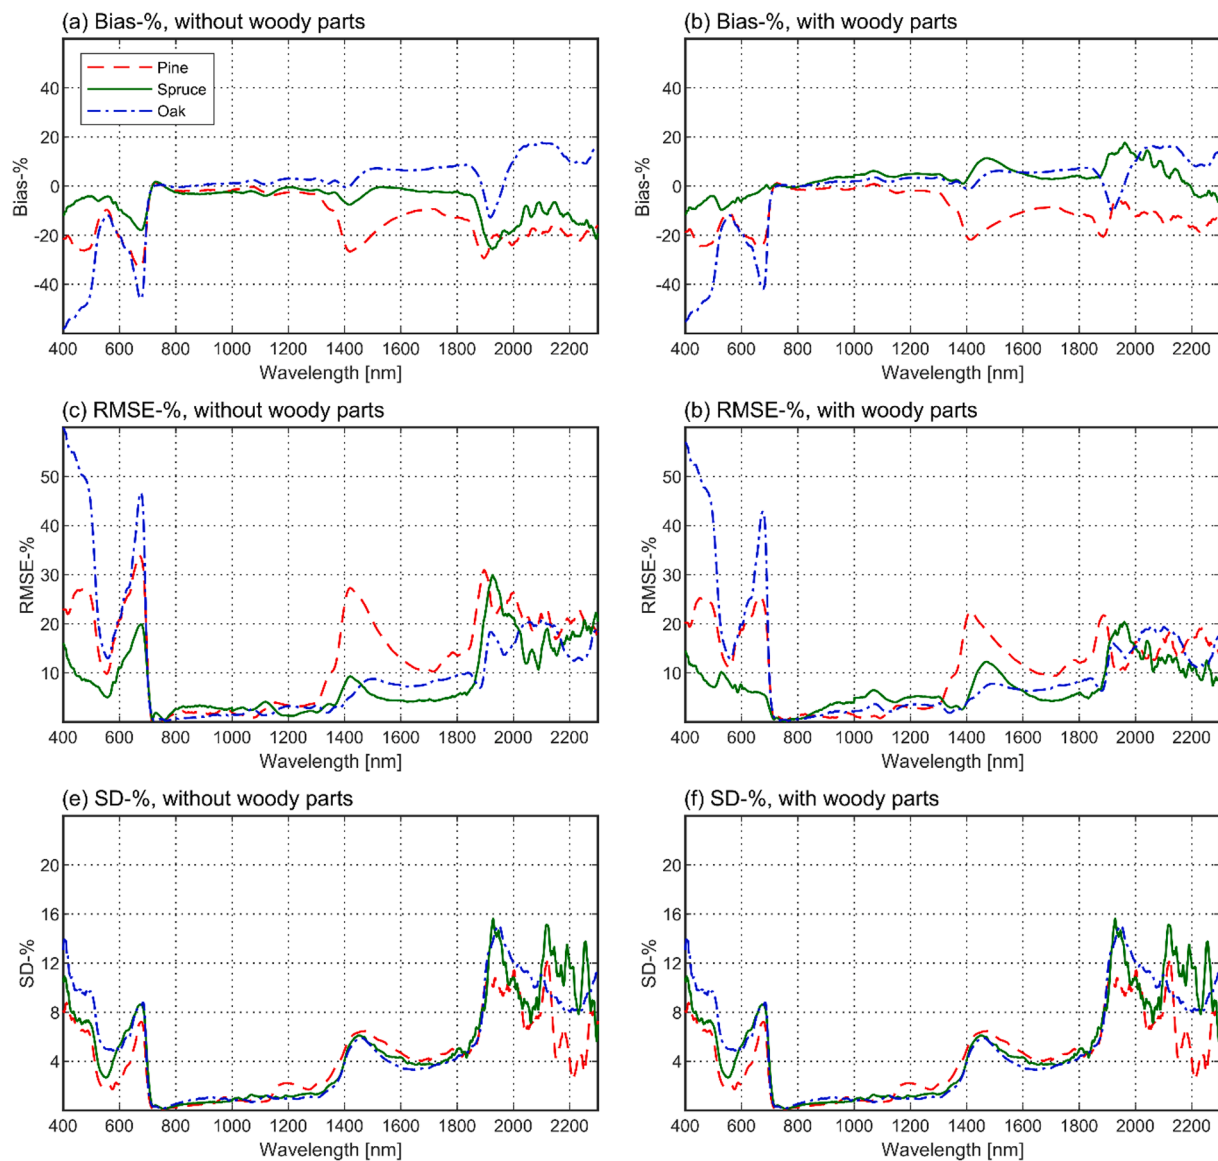 (a) Bias-%, without woody parts
Pine
Spruce
Oak
40
20
0
-20
-40
Bias-%
400 600 800 1000 1200 1400 1600 1800 2000 2200
Wavelength [nm]
(b) Bias-%, with woody parts
40
20
0
-20
-40
Bias-%
400 600 800 1000 1200 1400 1600 1800 2000 2200
Wavelength [nm]
(c) RMSE-%, without woody parts
50
40
30
20
10
RMSE-%
400 600 800 1000 1200 1400 1600 1800 2000 2200
Wavelength [nm]
(b) RMSE-%, with woody parts
50
40
30
20
10
RMSE-%
400 600 800 1000 1200 1400 1600 1800 2000 2200
Wavelength [nm]
(e) SD-%, without woody parts
20
16
12
8
4
SD-%
400 600 800 1000 1200 1400 1600 1800 2000 2200
Wavelength [nm]
(f) SD-%, with woody parts
20
16
12
8
4
SD-%
400 600 800 1000 1200 1400 1600 1800 2000 2200
Wavelength [nm]